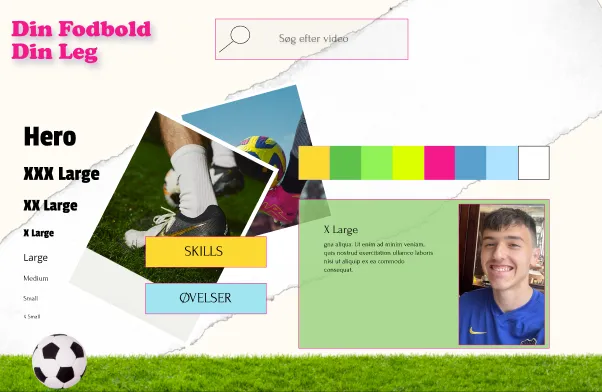 Din Fodbold
Din Leg
Søg efter video
Hero
XXX Large
XX Large
X Large
Large
Medium
Small
X Small
SKILLS
ØVELSER
X Large
gna aliqua. Ut enim ad minim veniam,
quis nostrud exercitation ullamco laboris
nisi ut aliquip ex ea commodo
consequat.